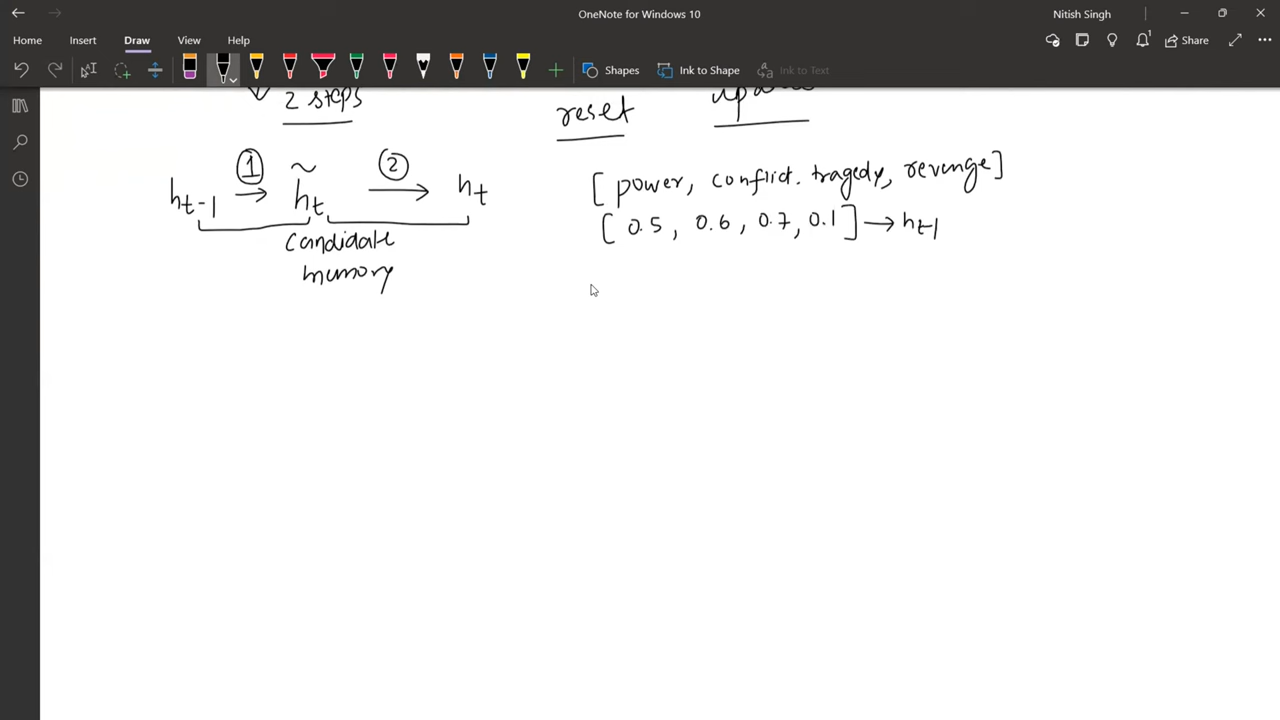 OneNote for Windows 10
Nitish Singh
Home Insert Draw View Help
Share
Shapes
Ink to Shape
Ink to Text
2 steps
reset
update
① ②
h̃t
ht-1 → → ht
candidate
memory
[power, conflict. tragedy, revenge]
[0.5, 0.6, 0.7, 0.1] → ht-1